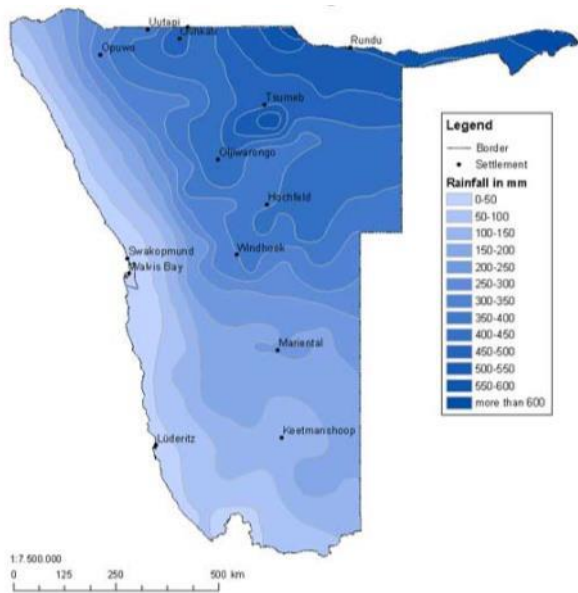 Uutapi
Rundu
Opuwo
Tsumeb
Otjiwarongo
Hochfeld
Windhoek
Swakopmund
Walvis Bay
Mariental
Keetmanshoop
Lüderitz
Legend
Border
Settlement
Rainfall in mm
0-50
50-100
100-150
150-200
200-250
250-300
300-350
350-400
400-450
450-500
500-550
550-600
more than 600
1:7.500.000
0 125 250 500 km